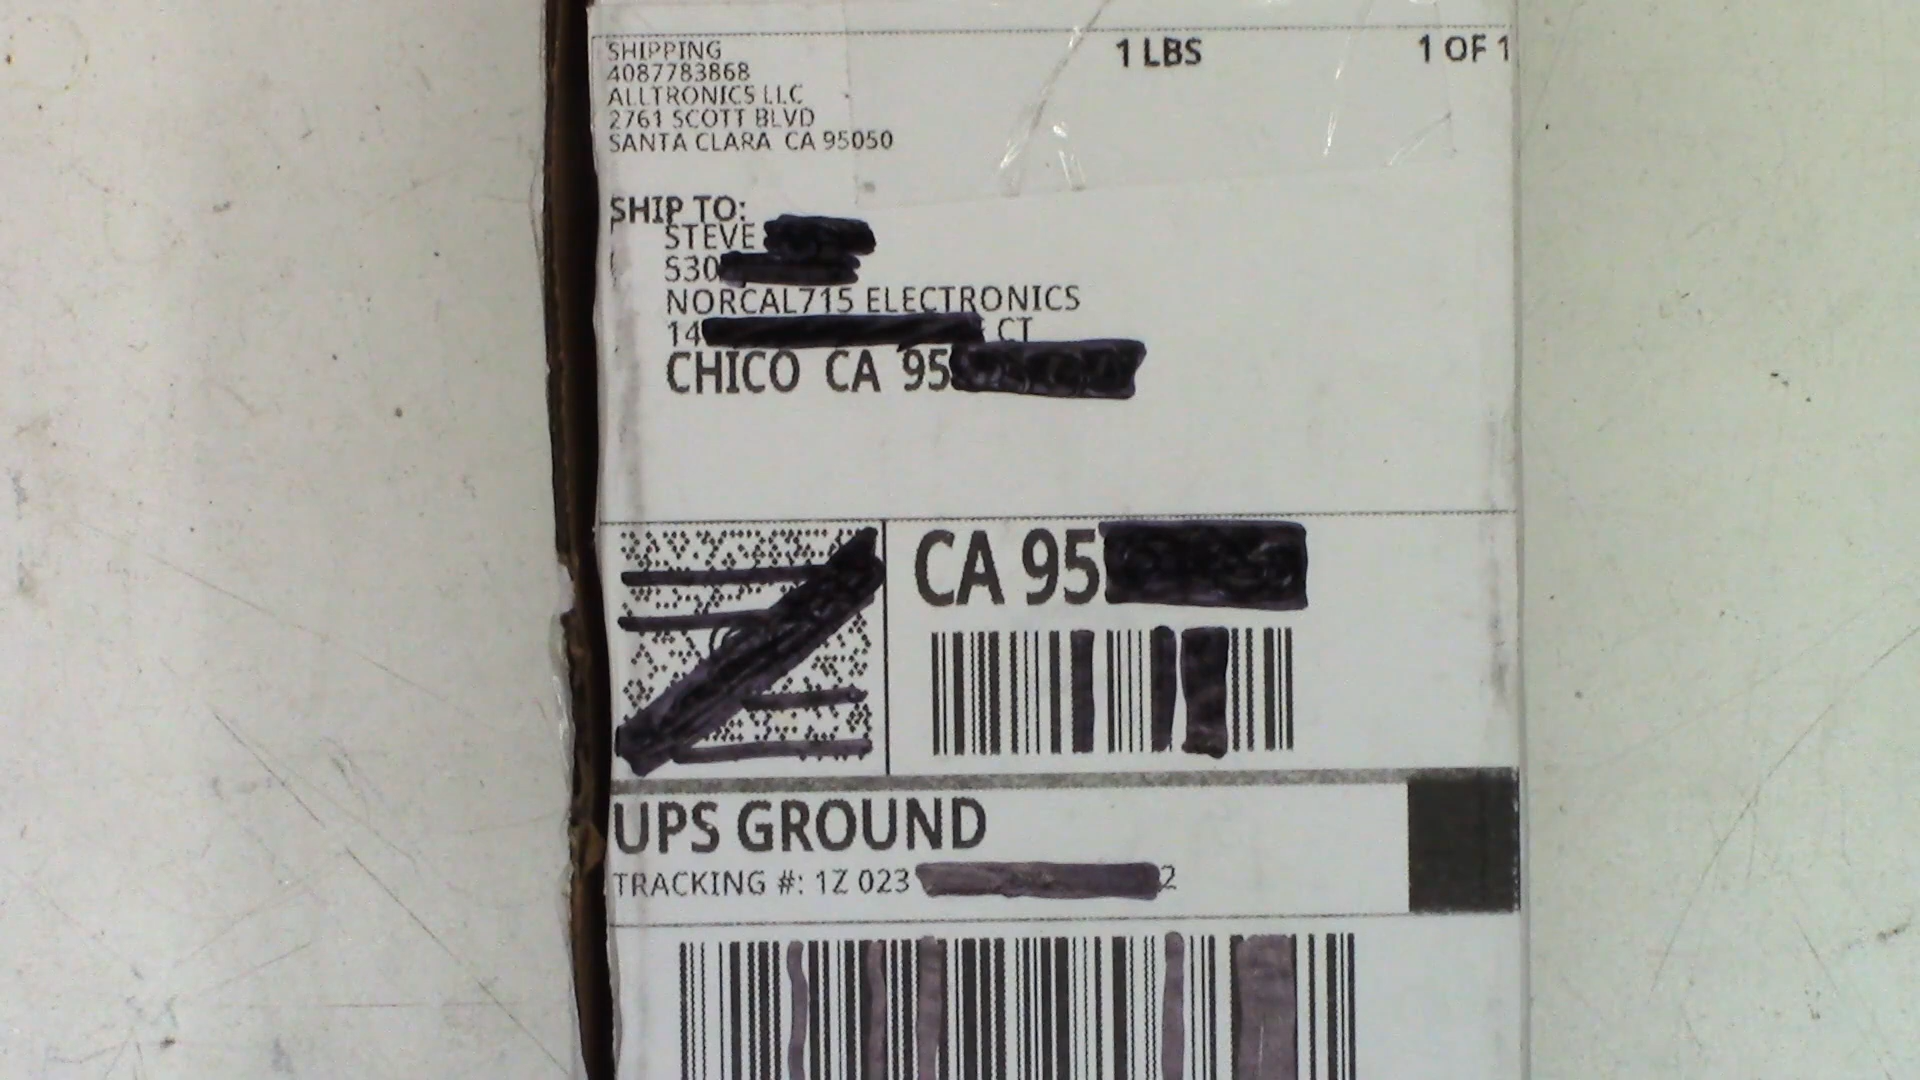 SHIPPING
1 LBS
1 OF 1
4087783868
ALLTRONICS LLC
2761 SCOTT BLVD
SANTA CLARA CA 95050
SHIP TO:
STEVE
530
NORCAL715 ELECTRONICS
14 CT
CHICO CA 95
CA 95
UPS GROUND
TRACKING #: 1Z 023 2